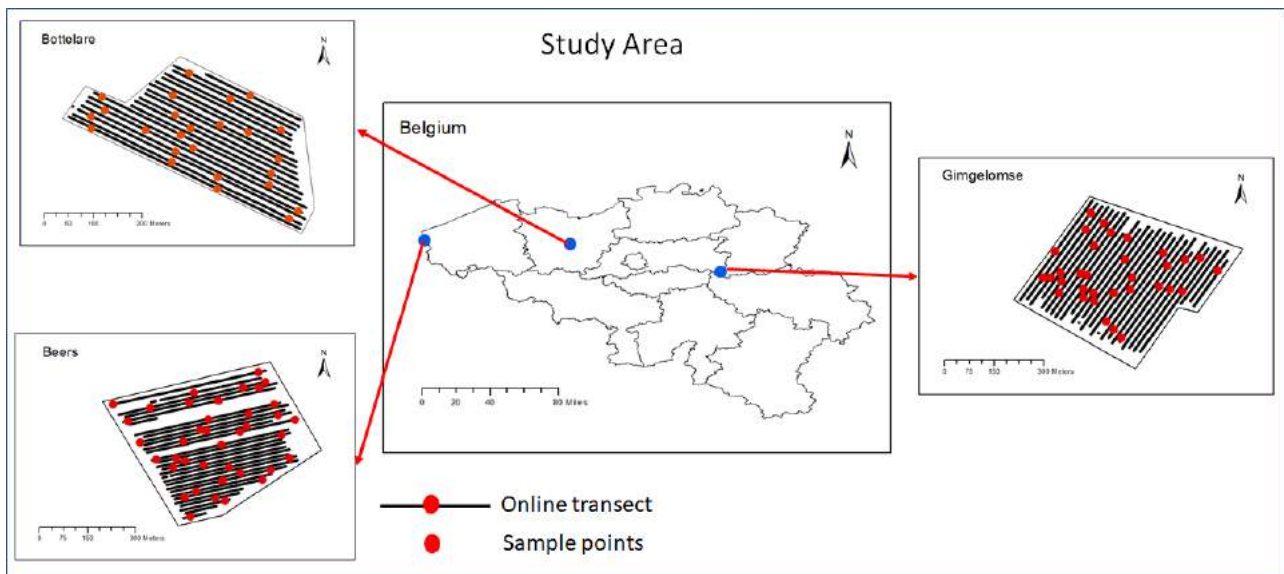 Study Area
Bottelare
N
0 50 100 200 Meters
Belgium
N
0 20 40 80 Miles
Gimgelomse
N
0 75 150 300 Meters
Beers
N
0 75 150 300 Meters
Online transect
Sample points